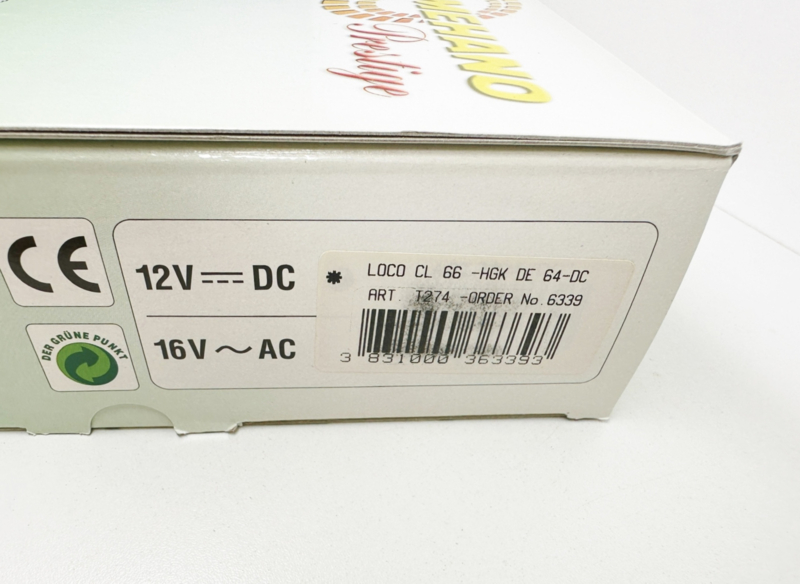 MEHANO
Prestige
CE
12V DC
16V ~ AC
DER GRÜNE PUNKT
* LOCO CL 66 -HGK DE 64-DC
ART. T274 -ORDER No.6339
3 831000 363393